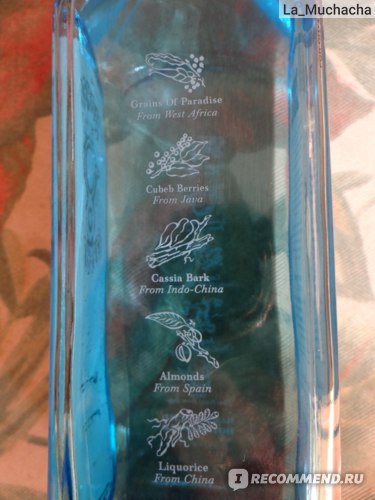 La_Muchacha
Grains Of Paradise
From West Africa
Cubeb Berries
From Java
Cassia Bark
From Indo-China
Almonds
From Spain
Liquorice
From China
I RECOMMEND.RU